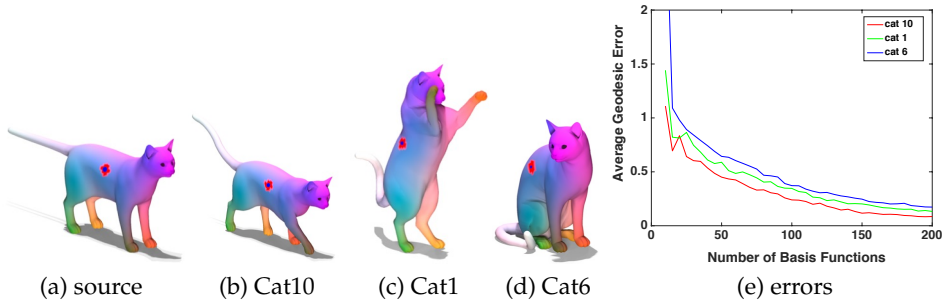 2
1.5
1
0.5
0
Average Geodesic Error
cat 10
cat 1
cat 6
0 50 100 150 200
Number of Basis Functions
(a) source (b) Cat10 (c) Cat1 (d) Cat6 (e) errors